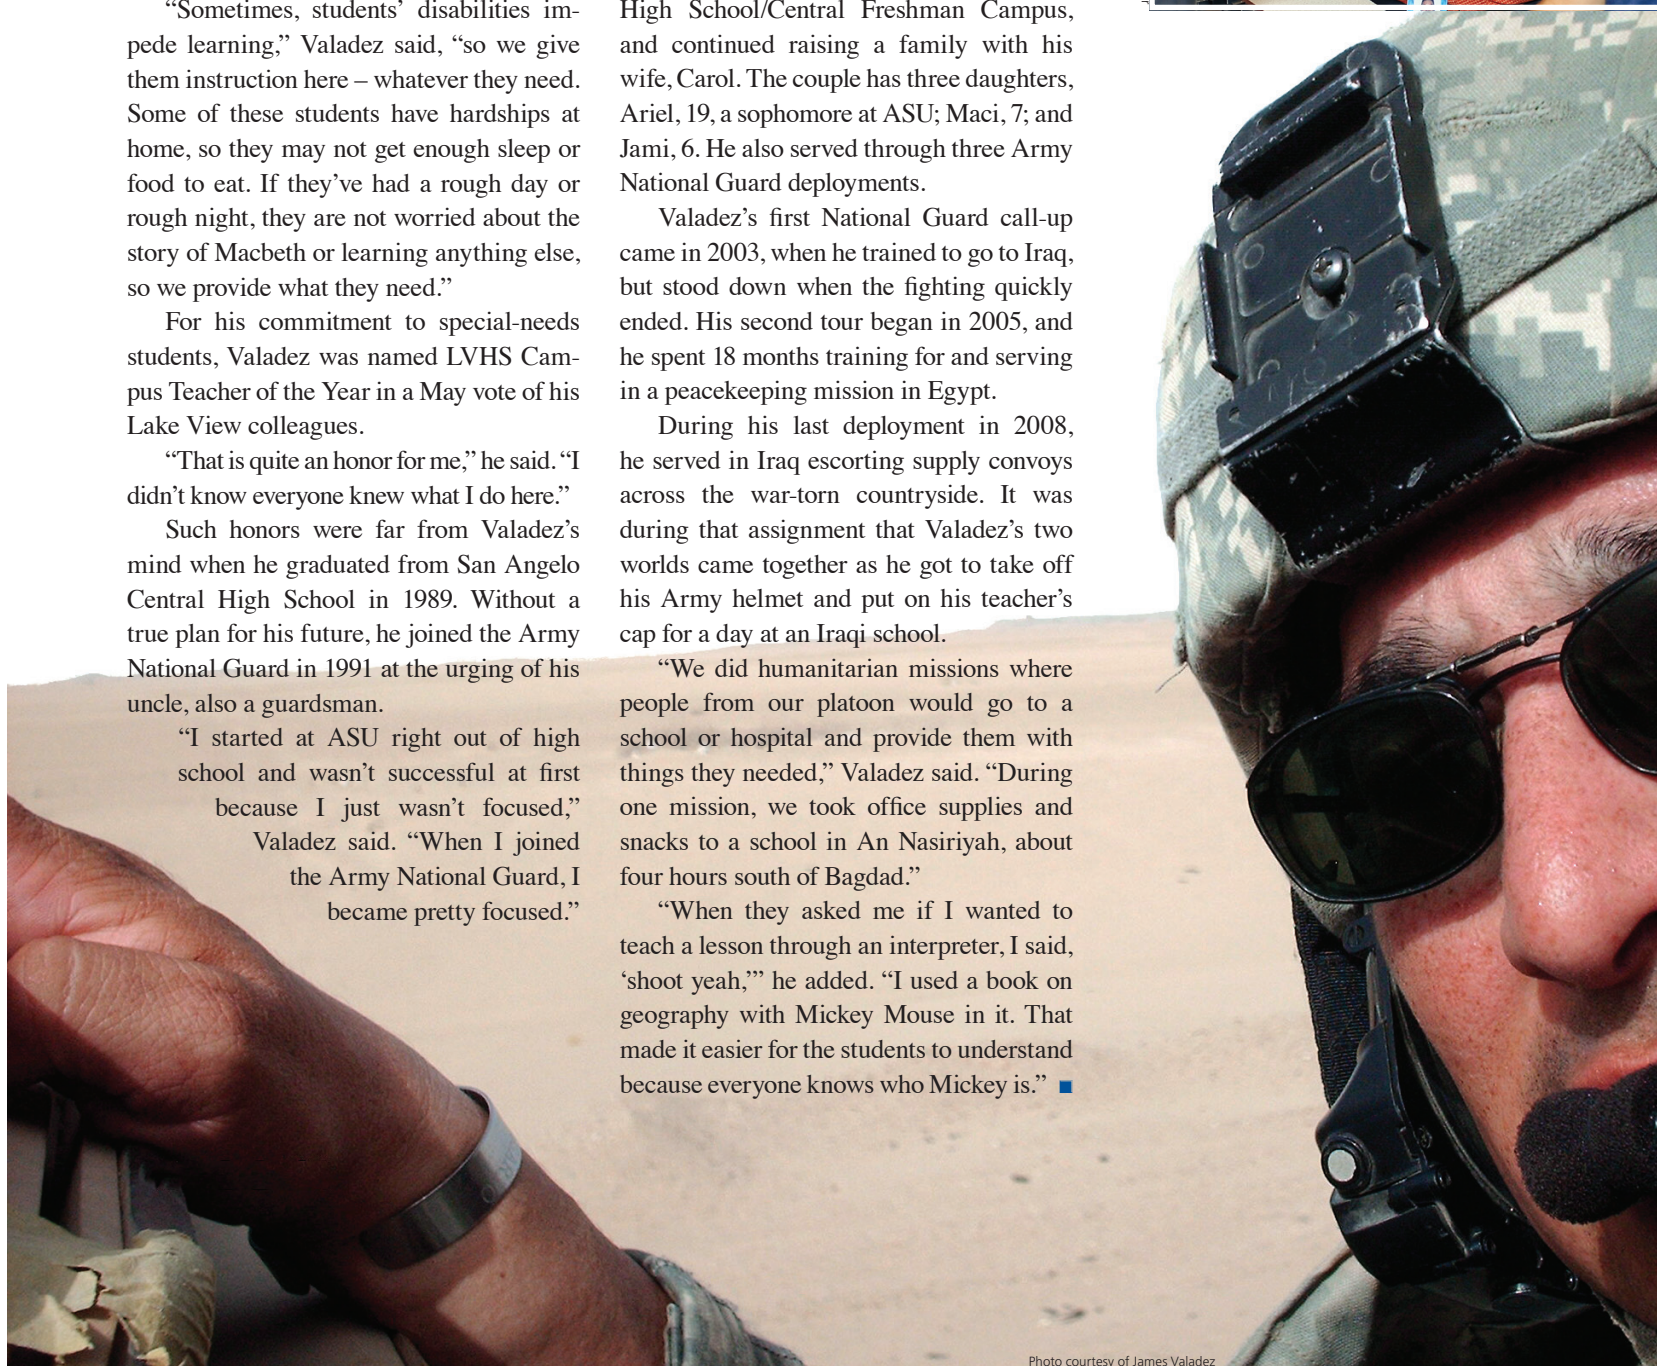 “Sometimes, students’ disabilities im-
pede learning,” Valadez said, “so we give
them instruction here – whatever they need.
Some of these students have hardships at
home, so they may not get enough sleep or
food to eat. If they’ve had a rough day or
rough night, they are not worried about the
story of Macbeth or learning anything else,
so we provide what they need.”
For his commitment to special-needs
students, Valadez was named LVHS Cam-
pus Teacher of the Year in a May vote of his
Lake View colleagues.
“That is quite an honor for me,” he said. “I
didn’t know everyone knew what I do here.”
Such honors were far from Valadez’s
mind when he graduated from San Angelo
Central High School in 1989. Without a
true plan for his future, he joined the Army
National Guard in 1991 at the urging of his
uncle, also a guardsman.
“I started at ASU right out of high
school and wasn’t successful at first
because I just wasn’t focused,”
Valadez said. “When I joined
the Army National Guard, I
became pretty focused.”
High School/Central Freshman Campus,
and continued raising a family with his
wife, Carol. The couple has three daughters,
Ariel, 19, a sophomore at ASU; Maci, 7; and
Jami, 6. He also served through three Army
National Guard deployments.
Valadez’s first National Guard call-up
came in 2003, when he trained to go to Iraq,
but stood down when the fighting quickly
ended. His second tour began in 2005, and
he spent 18 months training for and serving
in a peacekeeping mission in Egypt.
During his last deployment in 2008,
he served in Iraq escorting supply convoys
across the war-torn countryside. It was
during that assignment that Valadez’s two
worlds came together as he got to take off
his Army helmet and put on his teacher’s
cap for a day at an Iraqi school.
“We did humanitarian missions where
people from our platoon would go to a
school or hospital and provide them with
things they needed,” Valadez said. “During
one mission, we took office supplies and
snacks to a school in An Nasiriyah, about
four hours south of Bagdad.”
“When they asked me if I wanted to
teach a lesson through an interpreter, I said,
‘shoot yeah,’” he added. “I used a book on
geography with Mickey Mouse in it. That
made it easier for the students to understand
because everyone knows who Mickey is.”
Photo courtesy of James Valadez